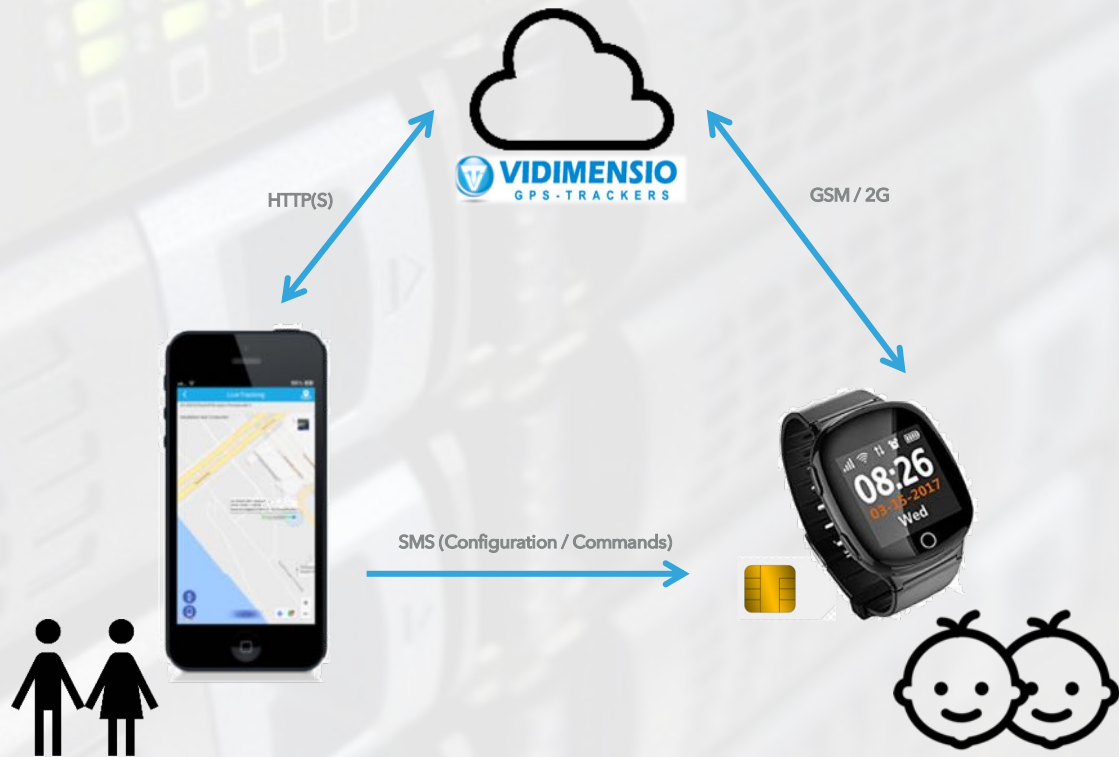 VIDIMENSIO
GPS-TRACKERS
HTTP(S)
GSM / 2G
Live Tracking
08:26
03-15-2017
Wed
SMS (Configuration / Commands)